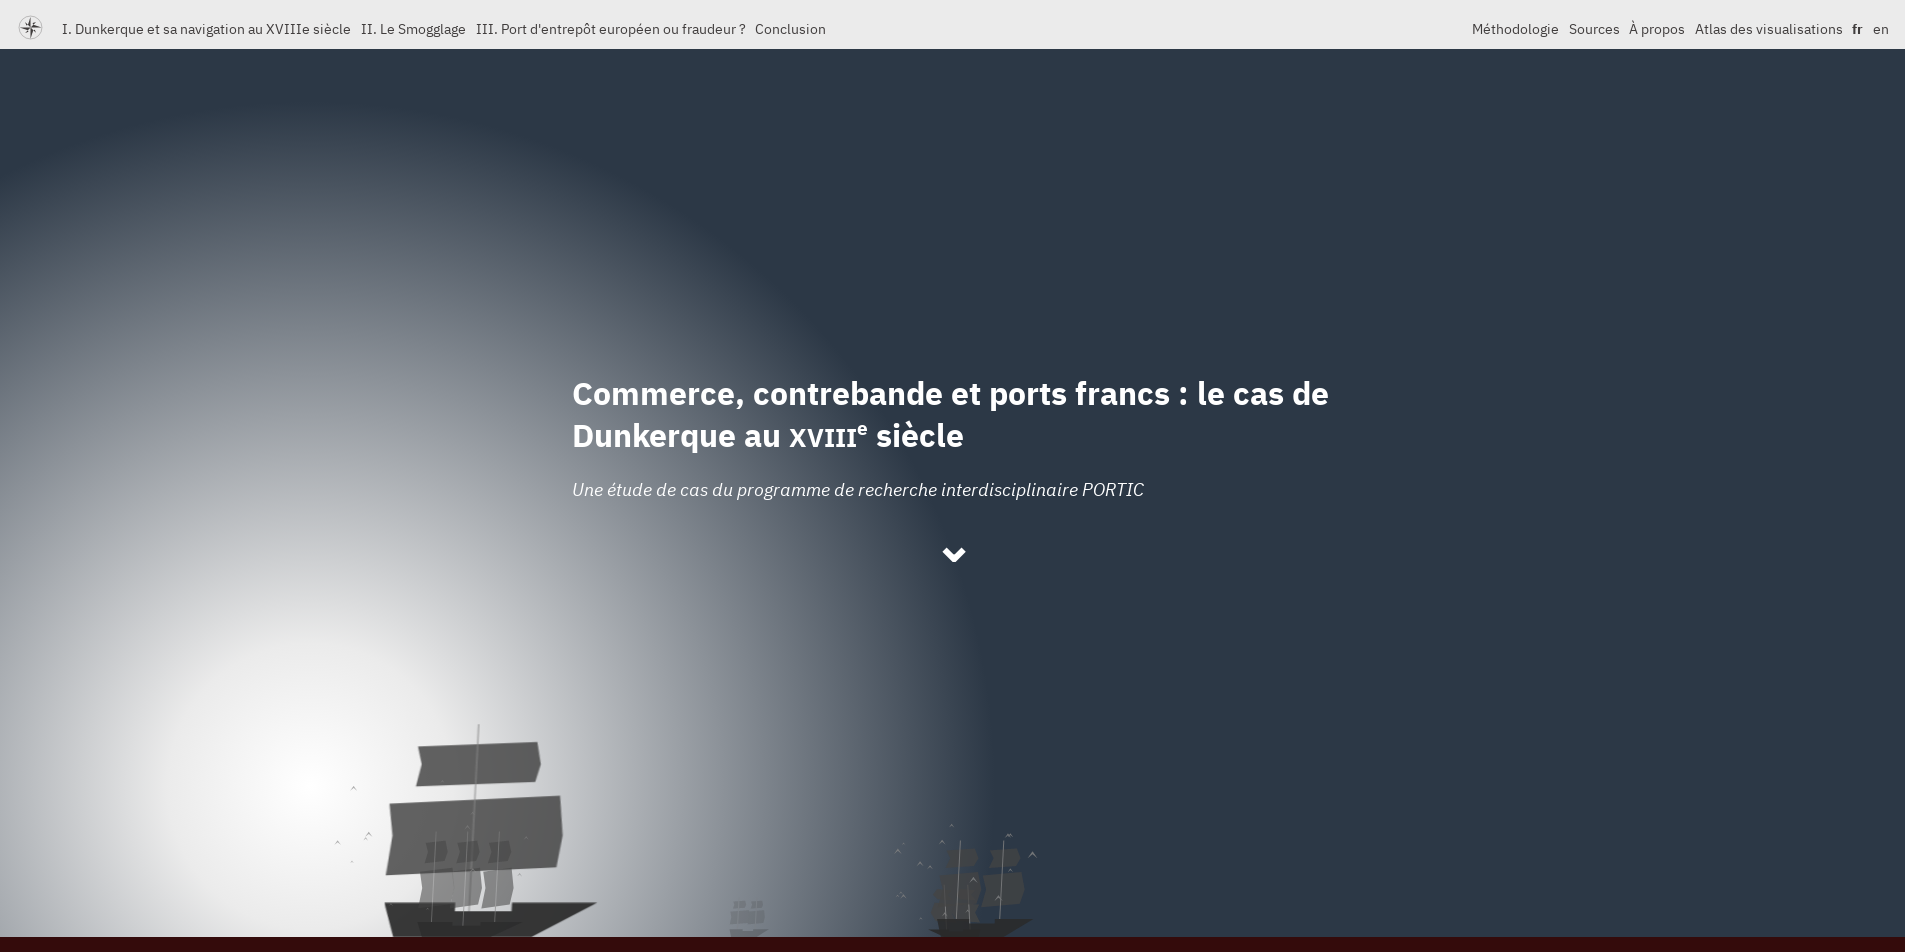 I. Dunkerque et sa navigation au XVIIIe siècle II. Le Smogglage III. Port d'entrepôt européen ou fraudeur ? Conclusion Méthodologie Sources À propos Atlas des visualisations fr en
Commerce, contrebande et ports francs : le cas de
Dunkerque au XVIIIe siècle
Une étude de cas du programme de recherche interdisciplinaire PORTIC